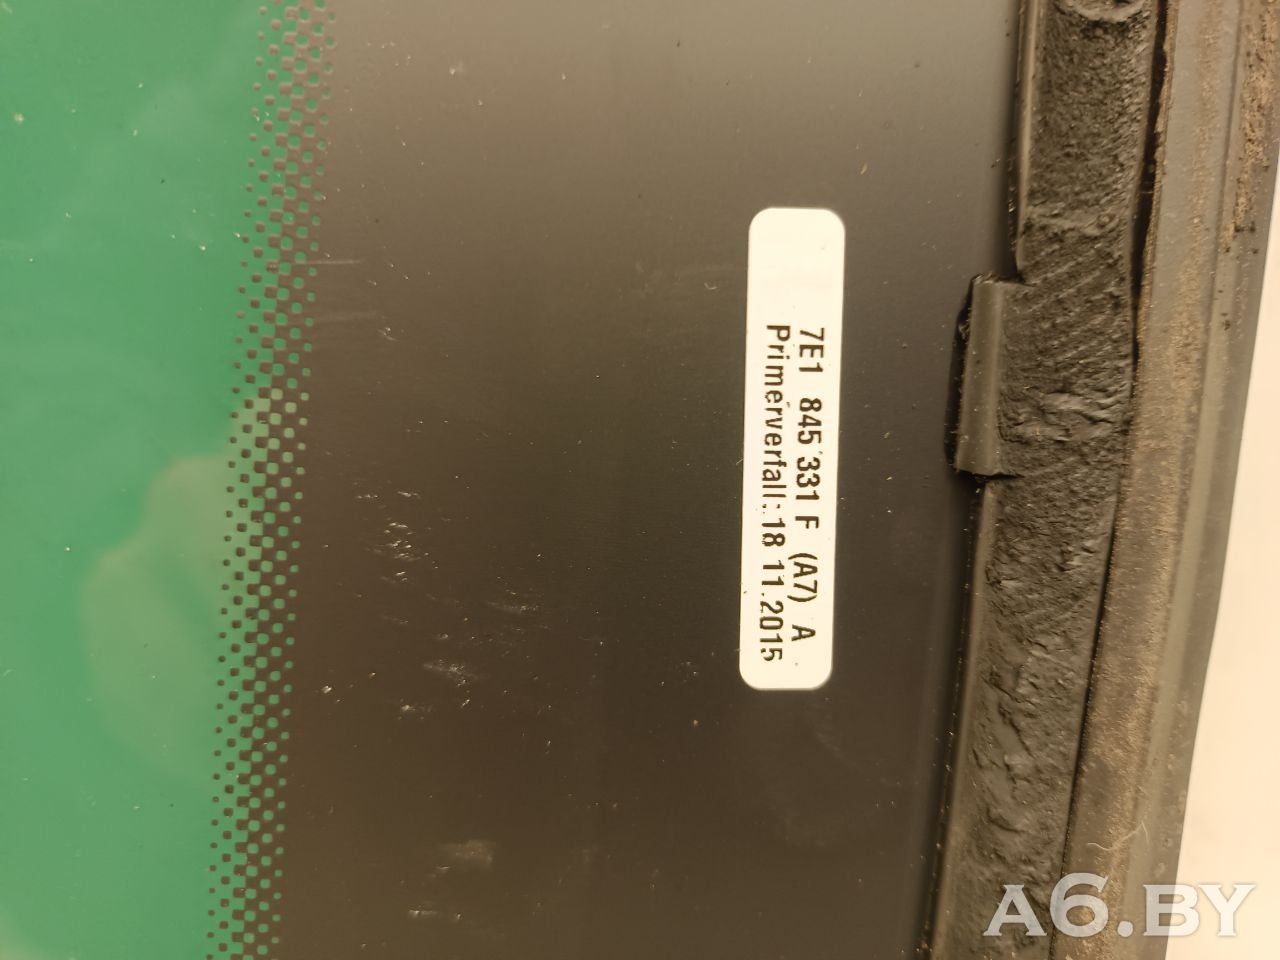 7E1 845 331 F (A7) A
Primerverfall:18 11.2015
A6.BY